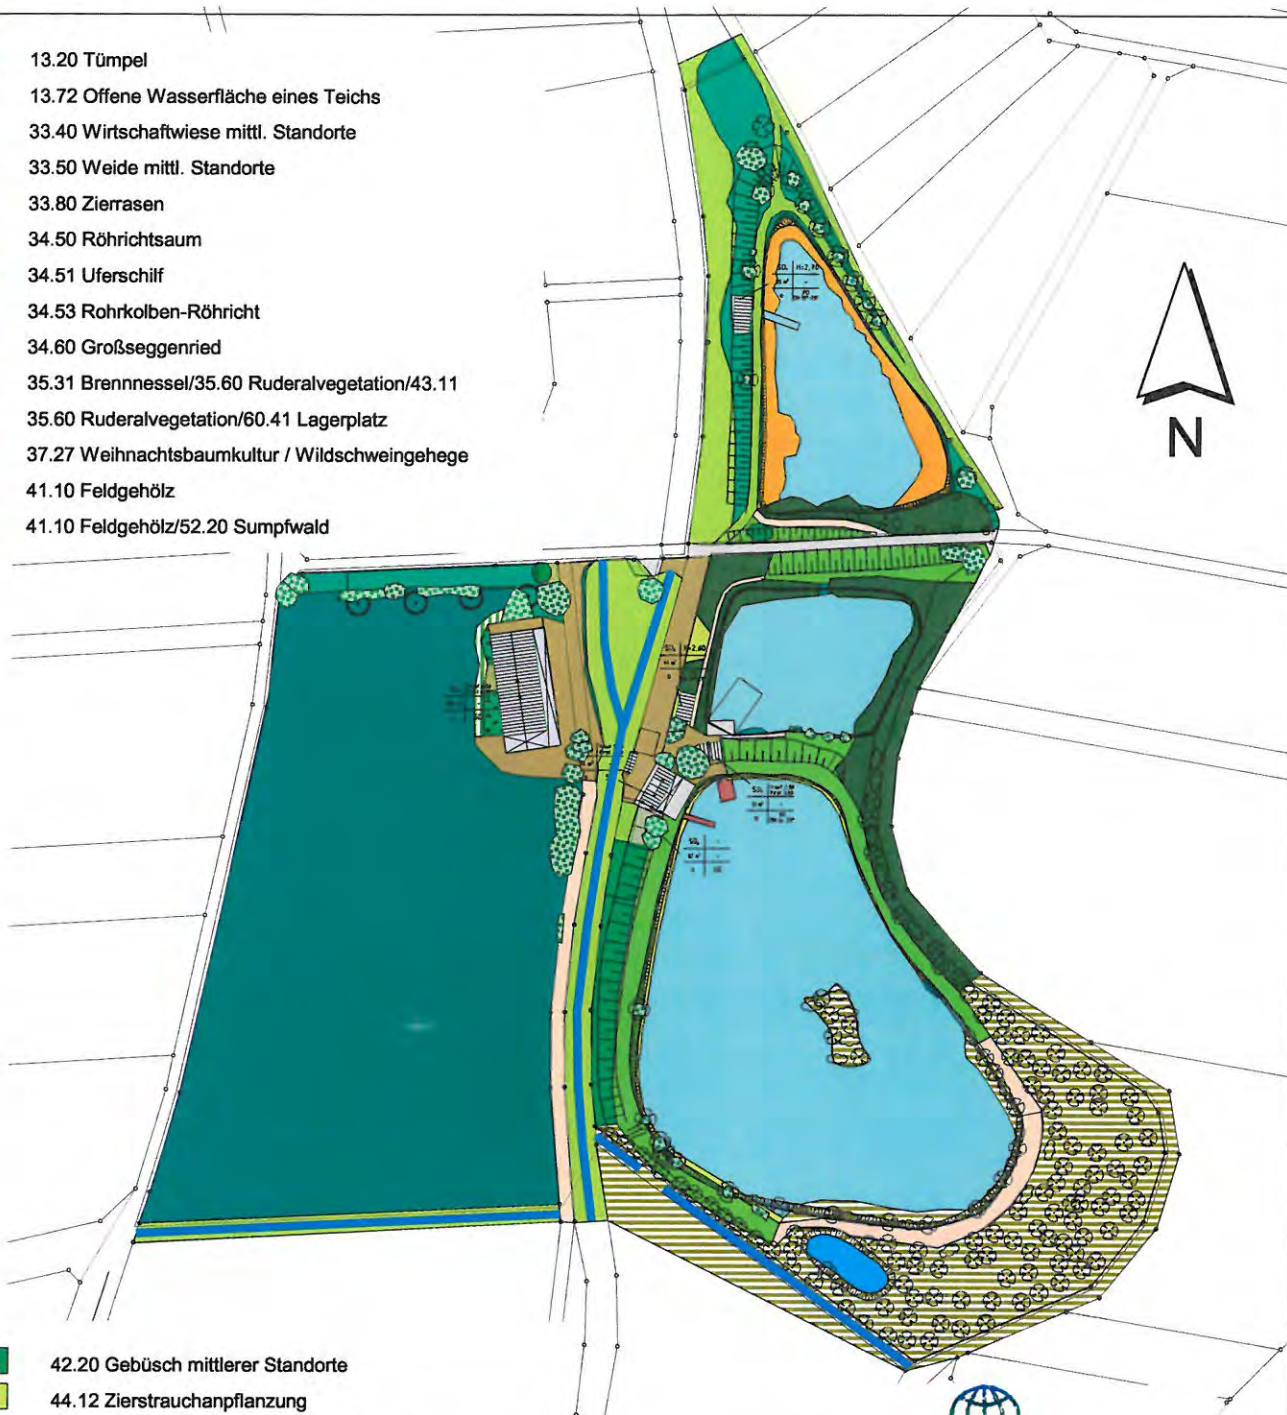 13.20 Tümpel
13.72 Offene Wasserfläche eines Teichs
33.40 Wirtschaftwiese mittl. Standorte
33.50 Weide mittl. Standorte
33.80 Zierrasen
34.50 Röhrichtsaum
34.51 Uferschilf
34.53 Rohrkolben-Röhricht
34.60 Großseggenried
35.31 Brennnessel/35.60 Ruderalvegetation/43.11
35.60 Ruderalvegetation/60.41 Lagerplatz
37.27 Weihnachtsbaumkultur / Wildschweingehege
41.10 Feldgehölz
41.10 Feldgehölz/52.20 Sumpfwald
N
42.20 Gebüsch mittlerer Standorte
44.12 Zierstrauchanpflanzung